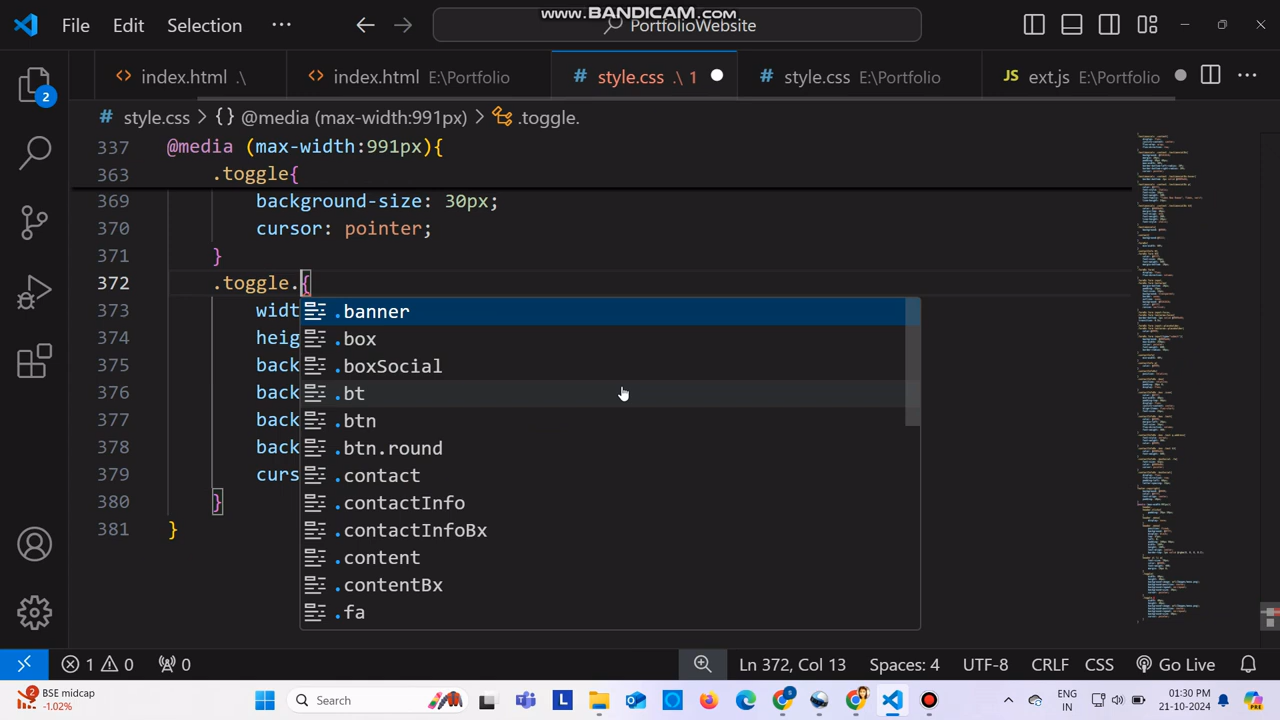 www.BANDICAM.com
File Edit Selection ··· PortfolioWebsite
index.html .\ index.html E:\Portfolio style.css .\ 1 style.css E:\Portfolio JS ext.js E:\Portfolio
2
# style.css > {} @media (max-width:991px) > .toggle.
337 @media (max-width:991px){
363 .toggle{
369 background-size: 30px;
370 cursor: pointer;
371 }
372 .toggle.{
373 widt
.banner
374 heig
.box
375 back
.boxSocial
376 back
.bt
377 back
.btn
378 back
.btn.round
379 curs
.contact
380 }
.contactInfo
381 }
.contactInfox
.content
.contentBx
.fa
1 0 0 Ln 372, Col 13 Spaces: 4 UTF-8 CRLF CSS Go Live
2 BSE midcap
-1.02%
Search
ENG
IN
01:30 PM
21-10-2024